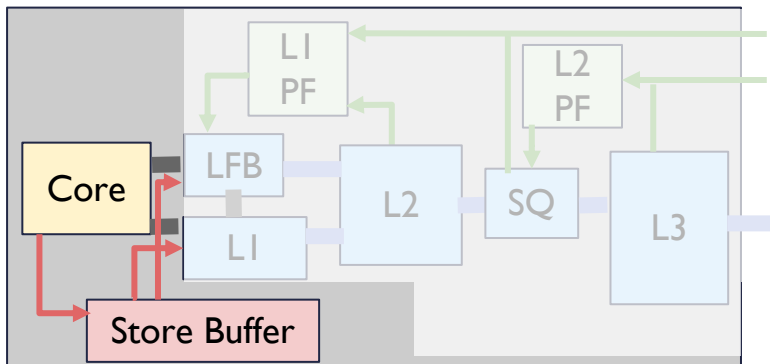 L1
PF
L2
PF
LFB
Core
L2
SQ
L1
L3
Store Buffer